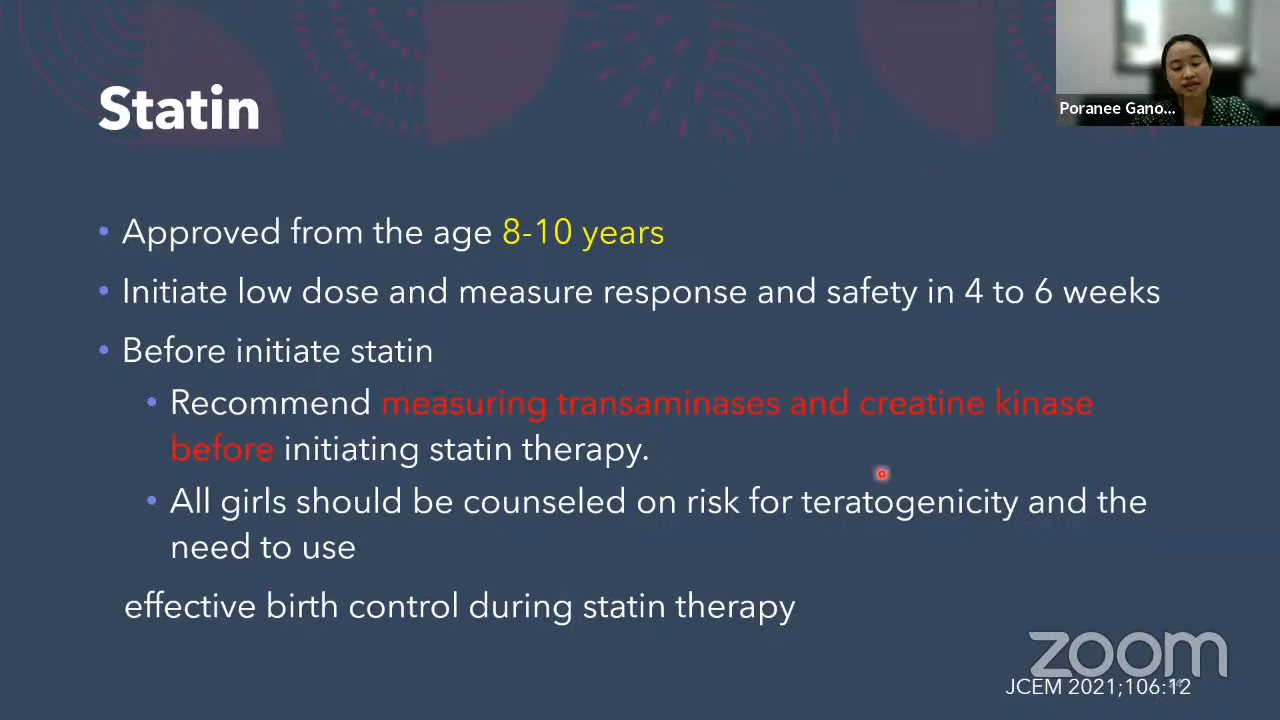 Statin
Poranee Gano...
• Approved from the age 8-10 years
• Initiate low dose and measure response and safety in 4 to 6 weeks
• Before initiate statin
• Recommend measuring transaminases and creatine kinase
before initiating statin therapy.
• All girls should be counseled on risk for teratogenicity and the
need to use
effective birth control during statin therapy
zoom
JCEM 2021;106:12